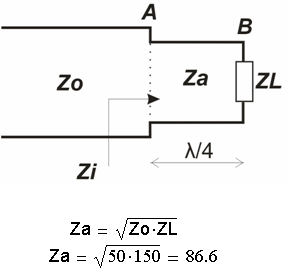 A
B
Zo
Za
ZL
Zi
λ/4
Za = √Zo·ZL
Za = √50·150 = 86.6